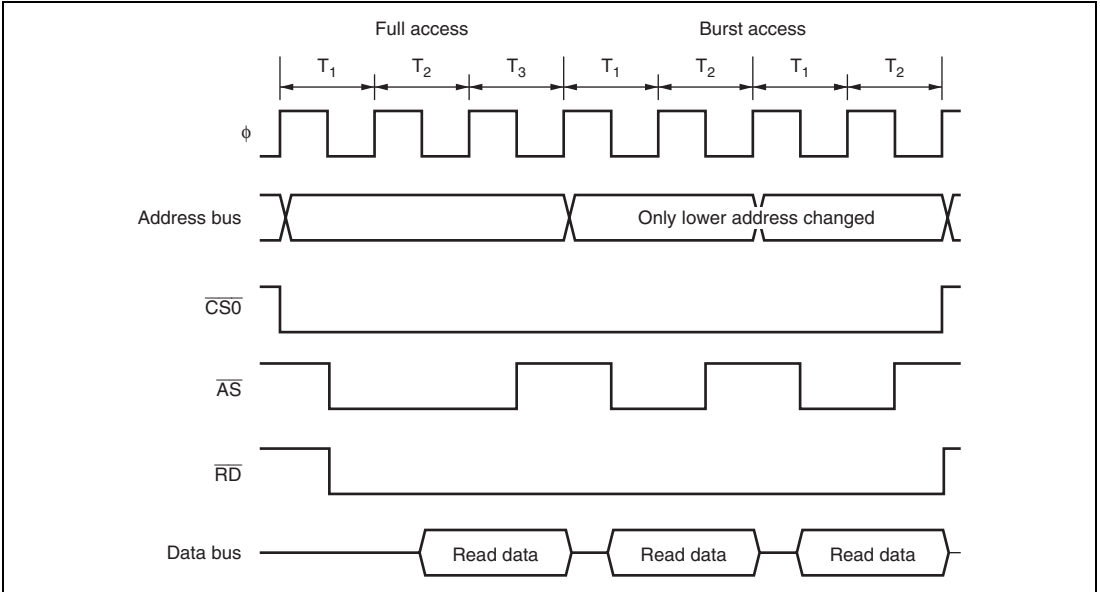 Full access Burst access
T1 T2 T3 T1 T2 T1 T2
ϕ
Address bus Only lower address changed
CS0
AS
RD
Data bus Read data Read data Read data